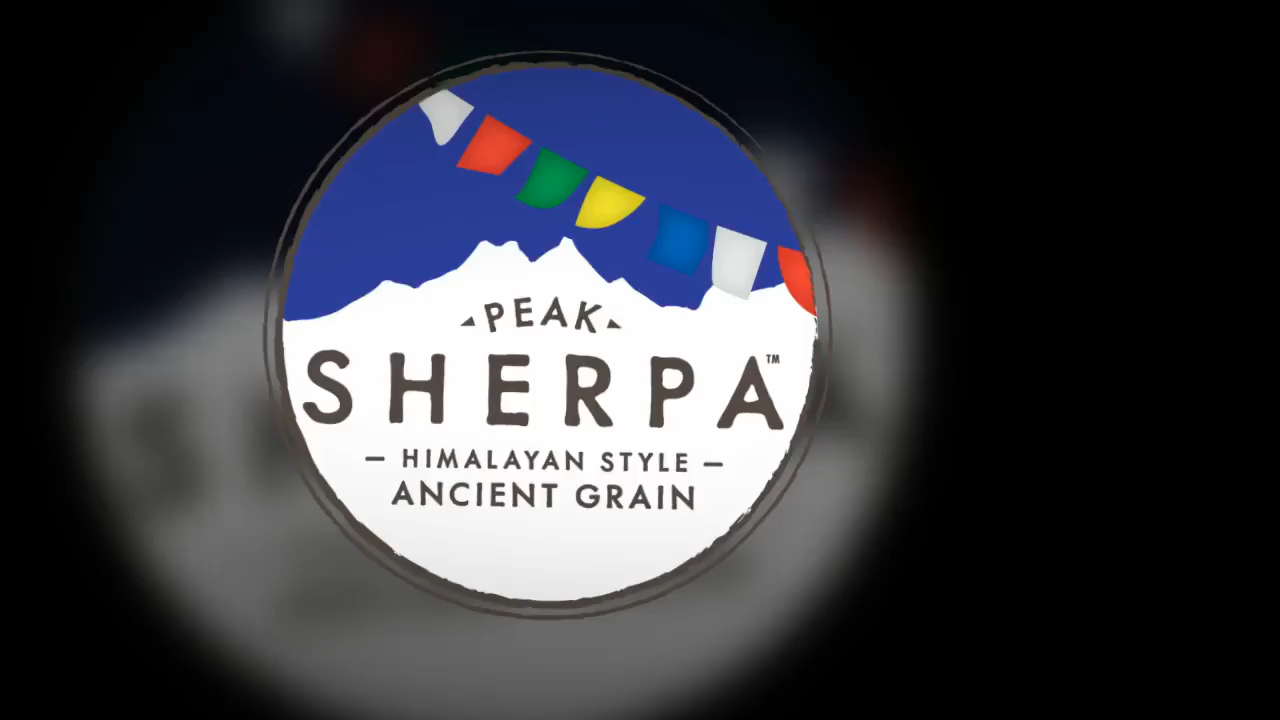 PEAK
SHERPA™
– HIMALAYAN STYLE –
ANCIENT GRAIN